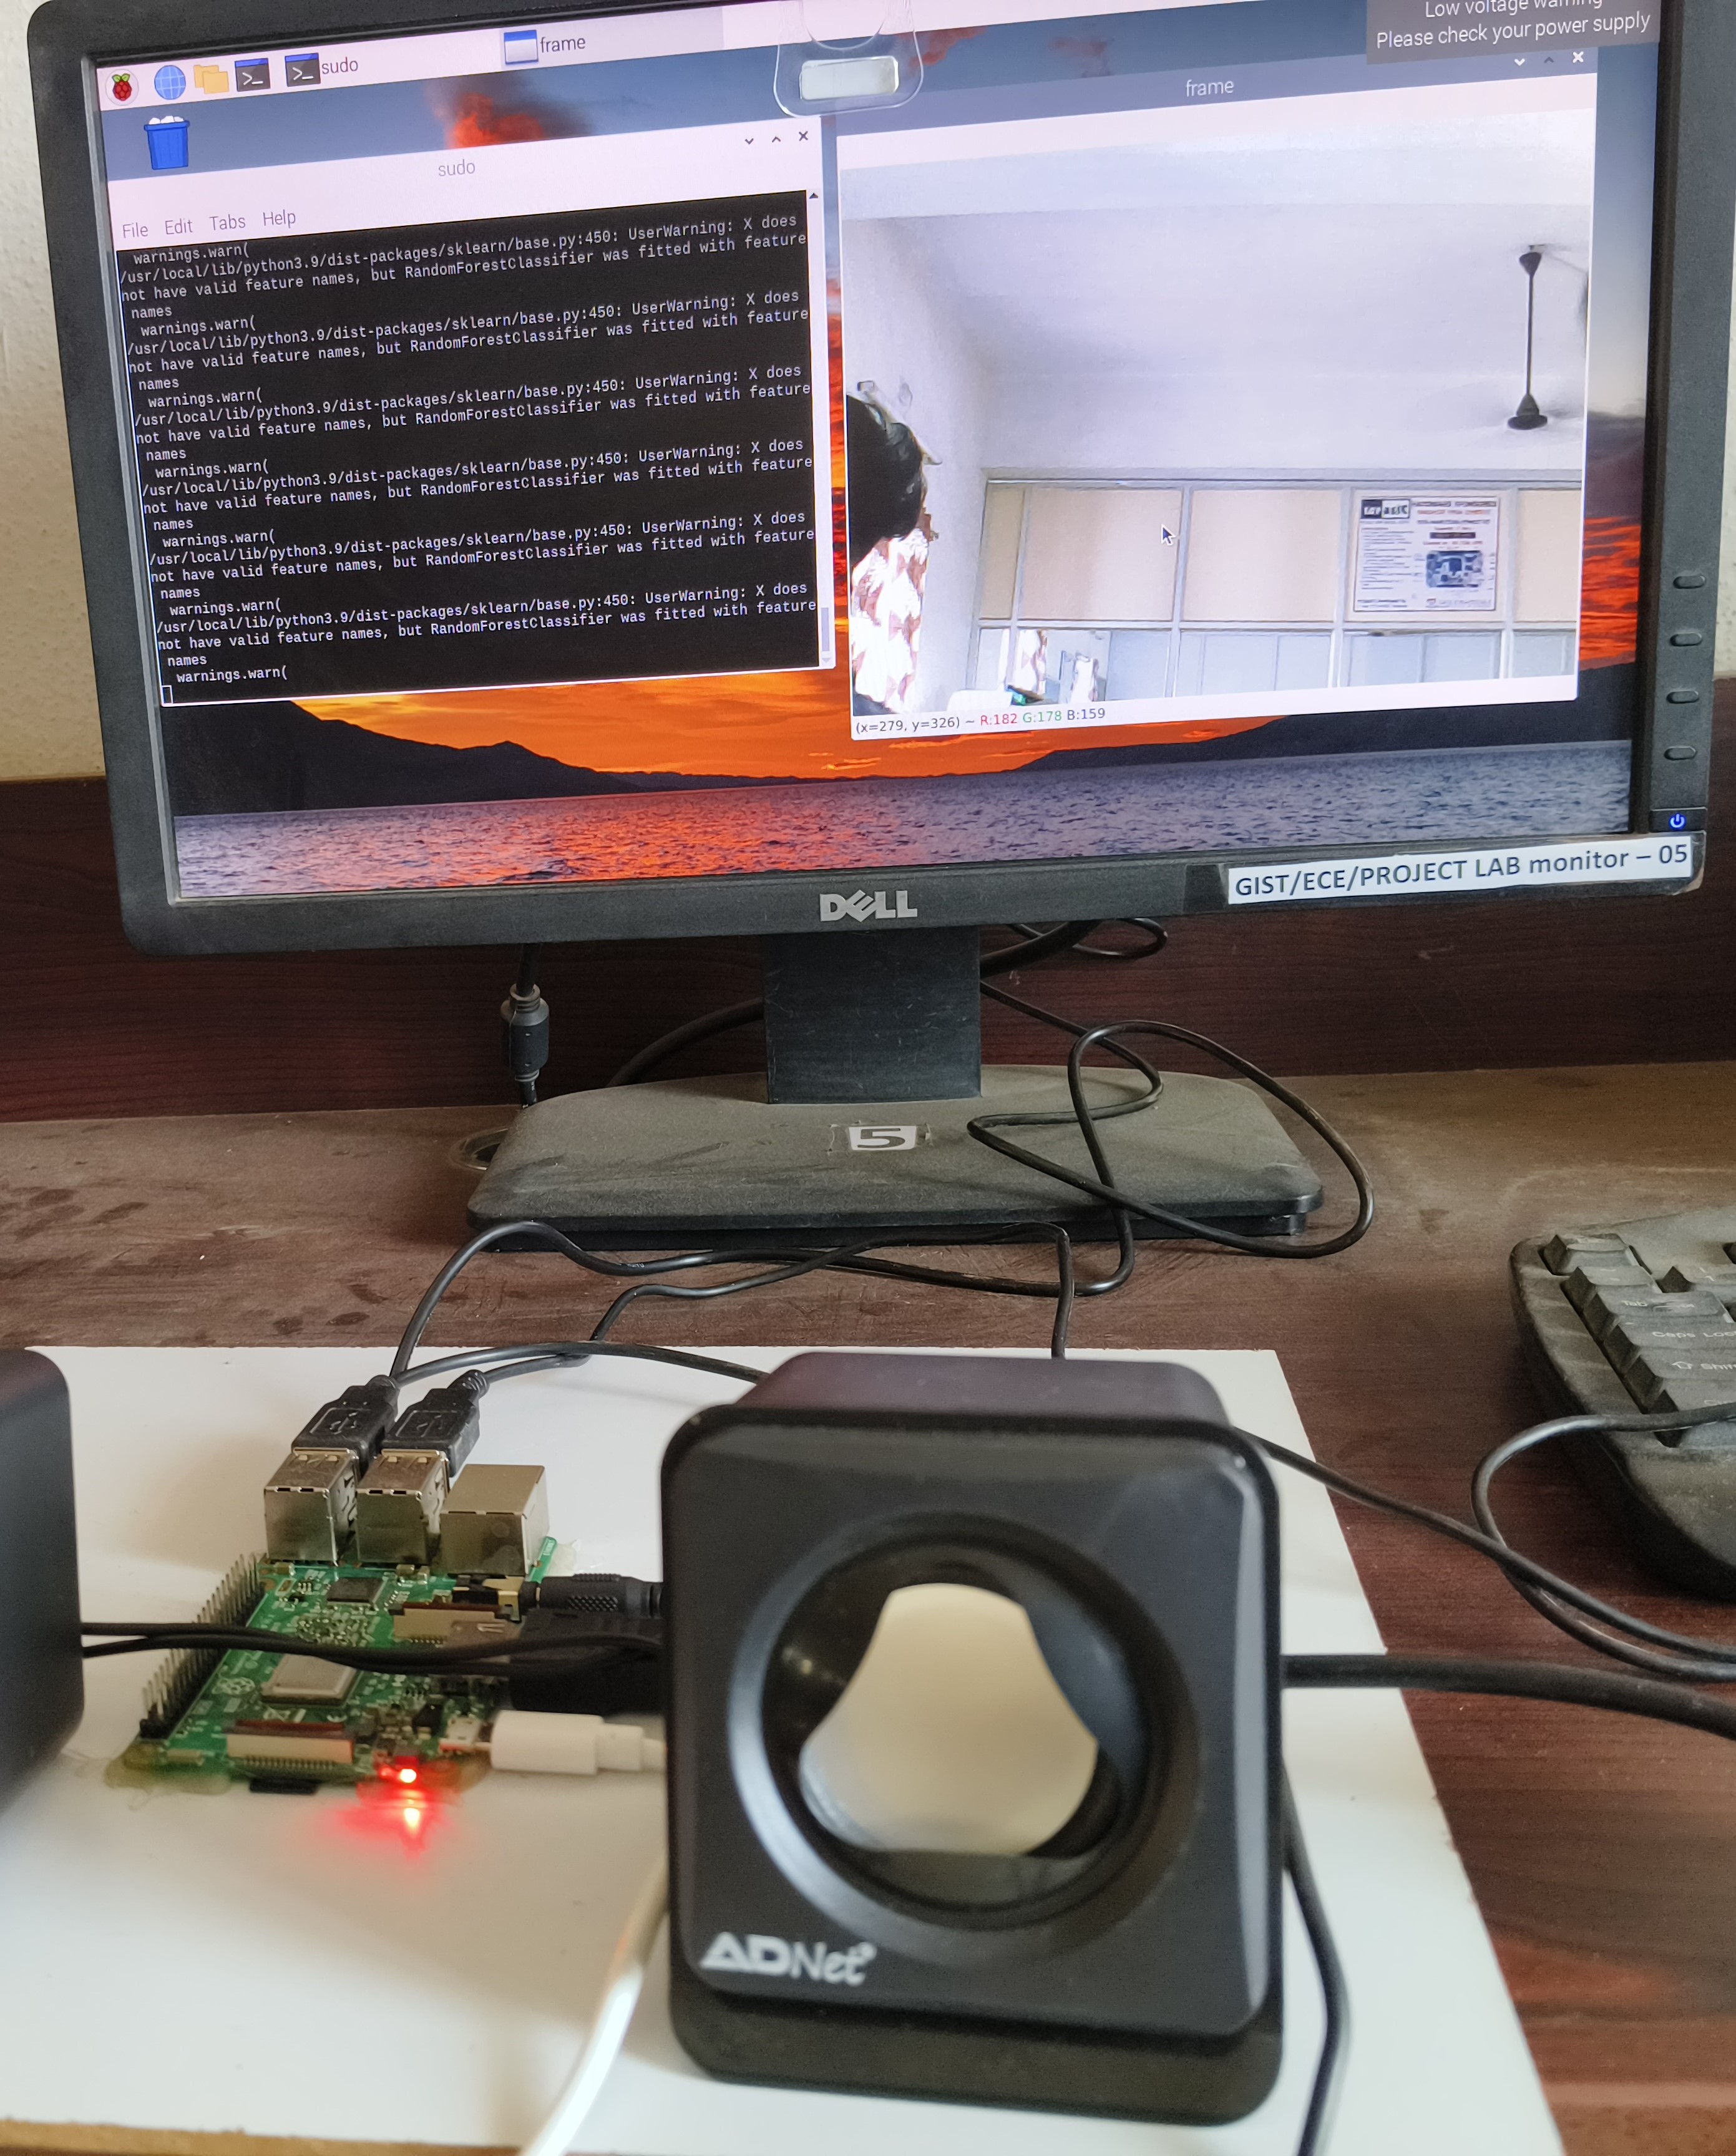 Low voltage warning
Please check your power supply
sudo
frame
frame
sudo
File Edit Tabs Help
warnings.warn(
/usr/local/lib/python3.9/dist-packages/sklearn/base.py:450: UserWarning: X does
not have valid feature names, but RandomForestClassifier was fitted with feature
names
warnings.warn(
/usr/local/lib/python3.9/dist-packages/sklearn/base.py:450: UserWarning: X does
not have valid feature names, but RandomForestClassifier was fitted with feature
names
warnings.warn(
/usr/local/lib/python3.9/dist-packages/sklearn/base.py:450: UserWarning: X does
not have valid feature names, but RandomForestClassifier was fitted with feature
names
warnings.warn(
/usr/local/lib/python3.9/dist-packages/sklearn/base.py:450: UserWarning: X does
not have valid feature names, but RandomForestClassifier was fitted with feature
names
warnings.warn(
/usr/local/lib/python3.9/dist-packages/sklearn/base.py:450: UserWarning: X does
not have valid feature names, but RandomForestClassifier was fitted with feature
names
warnings.warn(
/usr/local/lib/python3.9/dist-packages/sklearn/base.py:450: UserWarning: X does
not have valid feature names, but RandomForestClassifier was fitted with feature
names
warnings.warn(
(x=279, y=326) ~ R:182 G:178 B:159
DELL
GIST/ECE/PROJECT LAB monitor – 05
5
Tab
Caps Lo
Shif
ADNet